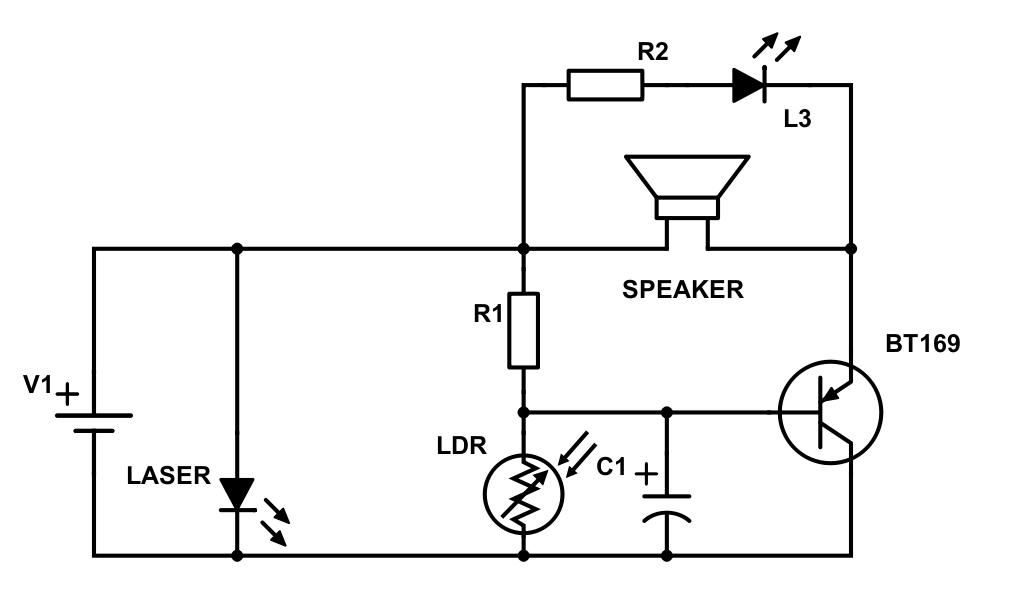 R2
L3
SPEAKER
R1
BT169
V1
+
LDR
LASER
C1
+